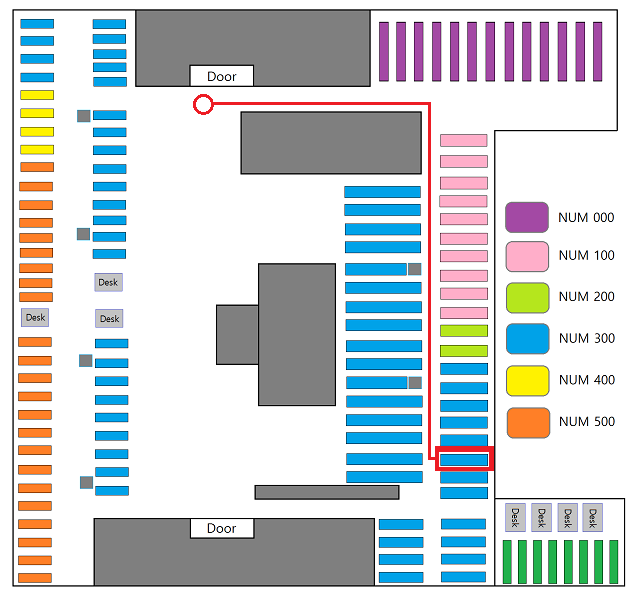 Door
NUM 000
NUM 100
Desk
NUM 200
Desk
Desk
NUM 300
NUM 400
NUM 500
Desk
Desk
Desk
Desk
Door